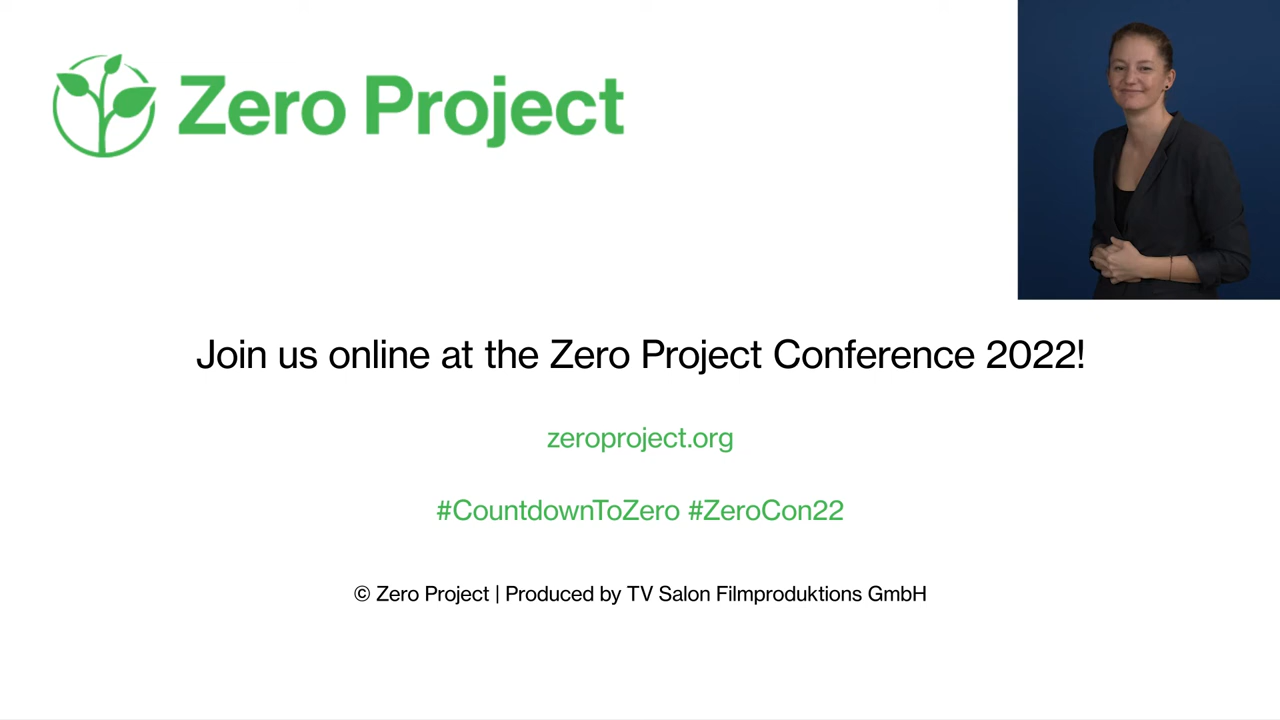 Zero Project
Join us online at the Zero Project Conference 2022!
zeroproject.org
#CountdownToZero #ZeroCon22
© Zero Project | Produced by TV Salon Filmproduktions GmbH